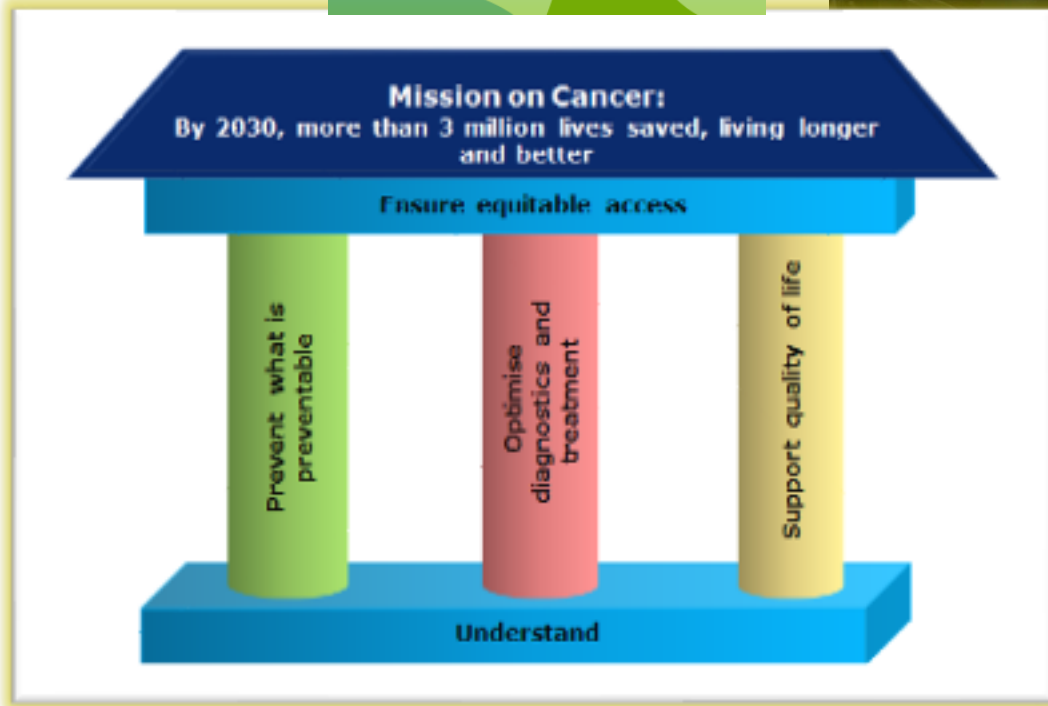 Mission on Cancer:
By 2030, more than 3 million lives saved, living longer
and better
Ensure equitable access
Prevent what is
preventable
Optimise
diagnostics and
treatment
Support quality of life
Understand